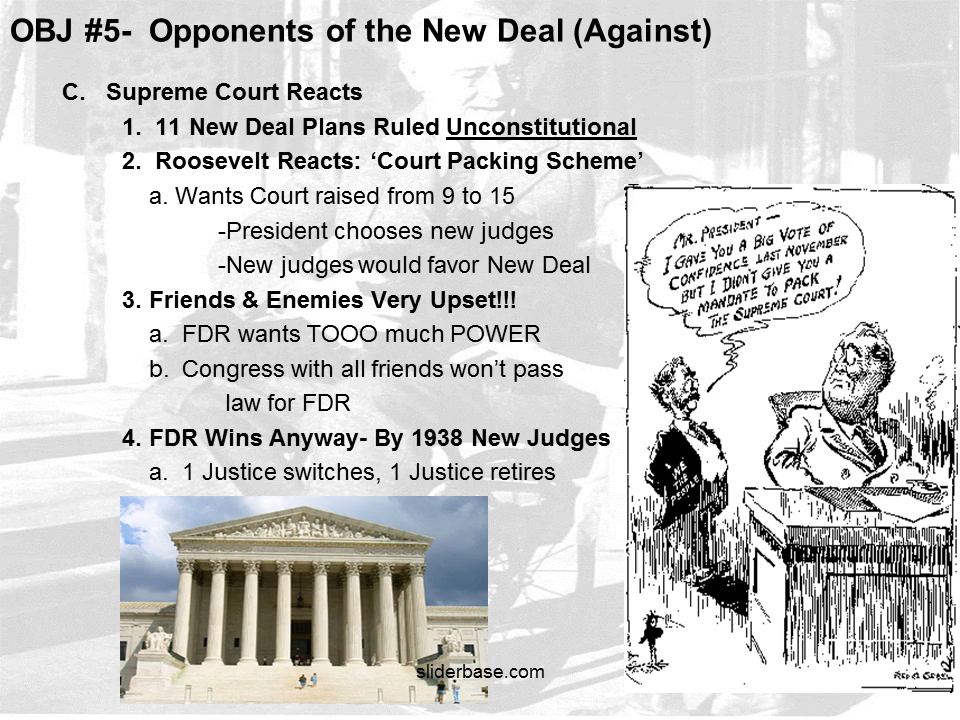 OBJ #5- Opponents of the New Deal (Against)
C. Supreme Court Reacts
1. 11 New Deal Plans Ruled Unconstitutional
2. Roosevelt Reacts: ‘Court Packing Scheme’
a. Wants Court raised from 9 to 15
-President chooses new judges
-New judges would favor New Deal
3. Friends & Enemies Very Upset!!!
a. FDR wants TOOO much POWER
b. Congress with all friends won’t pass
law for FDR
4. FDR Wins Anyway- By 1938 New Judges
a. 1 Justice switches, 1 Justice retires
MR. PRESIDENT—
I GAVE YOU A BIG VOTE OF
CONFIDENCE LAST NOVEMBER
BUT I DIDN'T GIVE YOU A
MANDATE TO PACK
THE SUPREME COURT!
PEOPLE
sliderbase.com